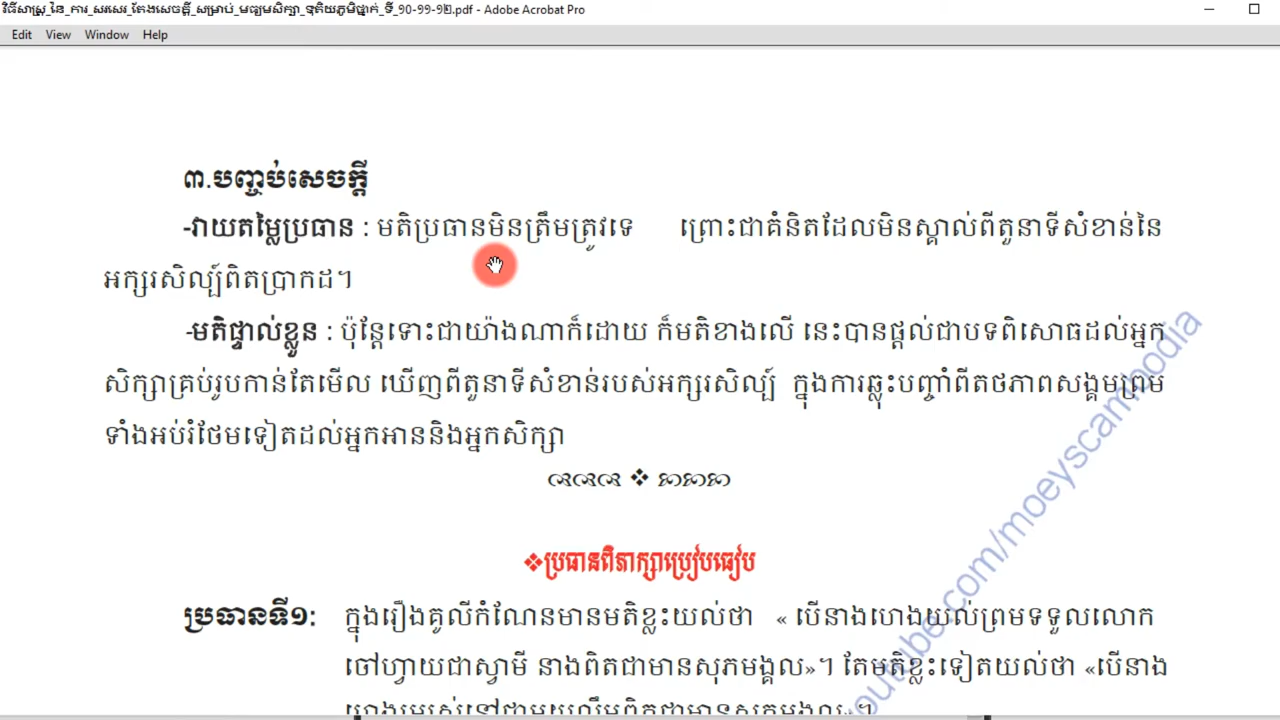 វិធីសាស្ត្រ_នៃ_ការ_សរសេរ_តែងសេចក្តី_សម្រាប់_មធ្យមសិក្សា_ទុតិយភូមិថ្នាក់_ទី_១០-១១-១២.pdf - Adobe Acrobat Pro
Edit View Window Help
៣.បញ្ចប់សេចក្តី
-វាយតម្លៃប្រធាន : មតិប្រធានមិនត្រឹមត្រូវទេ ព្រោះជាគំនិតដែលមិនស្គាល់ពីតួនាទីសំខាន់នៃ
អក្សរសិល្ប៍ពិតប្រាកដ។
-មតិផ្ទាល់ខ្លួន : ប៉ុន្តែទោះជាយ៉ាងណាក៏ដោយ ក៏មតិខាងលើ នេះបានផ្តល់ជាបទពិសោធដល់អ្នក
សិក្សាគ្រប់រូបកាន់តែមើល ឃើញពីតួនាទីសំខាន់របស់អក្សរសិល្ប៍ ក្នុងការឆ្លុះបញ្ចាំពីតថភាពសង្គមព្រម
ទាំងអប់រំថែមទៀតដល់អ្នកអាននិងអ្នកសិក្សា
❖ប្រធានពិភាក្សាប្រៀបធៀប
ប្រធានទី១: ក្នុងរឿងគូលីកំណែនមានមតិខ្លះយល់ថា « បើនាងហេងយល់ព្រមទទួលលោក
ចៅហ្វាយជាស្វាមី នាងពិតជាមានសុភមង្គល»។ តែមតិខ្លះទៀតយល់ថា «បើនាង
outube.com/moeyscambodia